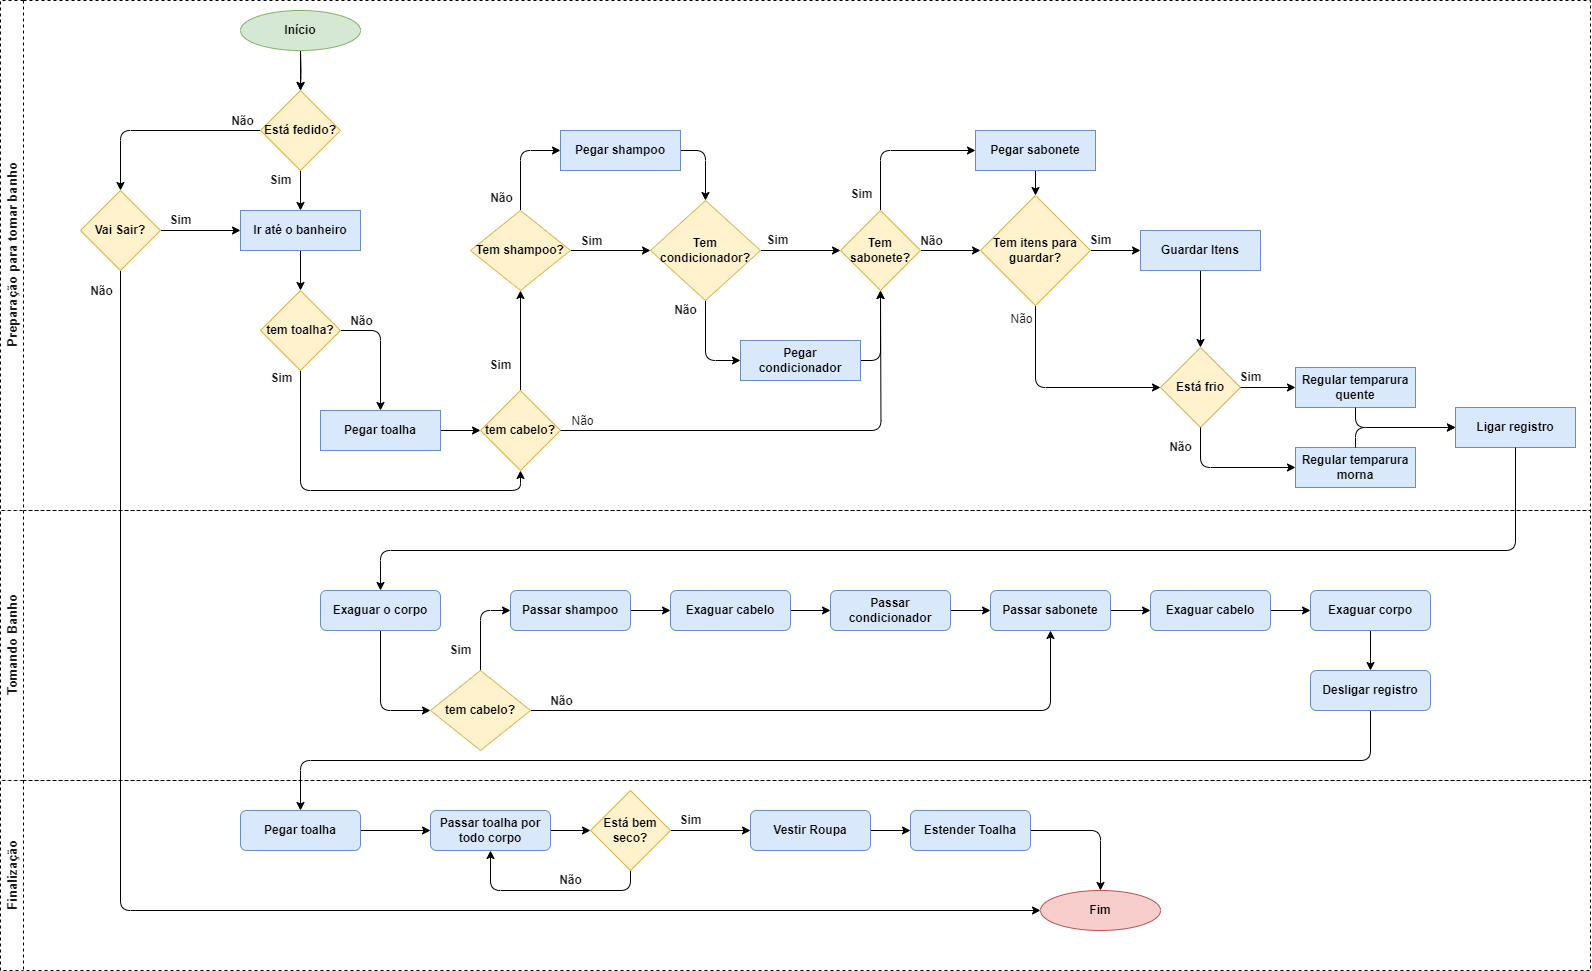 Preparação para tomar banho
Início
Está fedido?
Não
Sim
Vai Sair?
Sim
Não
Ir até o banheiro
tem toalha?
Não
Sim
Pegar toalha
tem cabelo?
Sim
Não
Tem shampoo?
Não
Sim
Pegar shampoo
Tem
condicionador?
Sim
Não
Pegar
condicionador
Tem
sabonete?
Sim
Não
Pegar sabonete
Tem itens para
guardar?
Sim
Não
Guardar Itens
Está frio
Sim
Não
Regular temparura
quente
Regular temparura
morna
Ligar registro
Tomando Banho
Exaguar o corpo
tem cabelo?
Sim
Não
Passar shampoo
Exaguar cabelo
Passar
condicionador
Passar sabonete
Exaguar cabelo
Exaguar corpo
Desligar registro
Finalização
Pegar toalha
Passar toalha por
todo corpo
Está bem
seco?
Sim
Não
Vestir Roupa
Estender Toalha
Fim